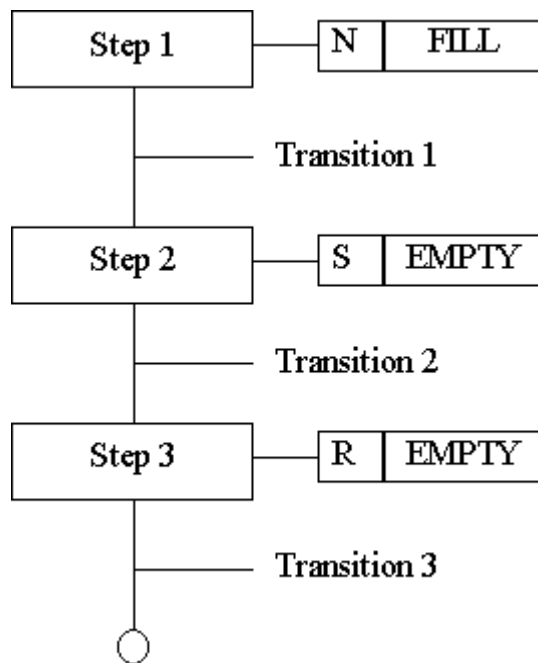 Step 1 N FILL
Transition 1
Step 2 S EMPTY
Transition 2
Step 3 R EMPTY
Transition 3